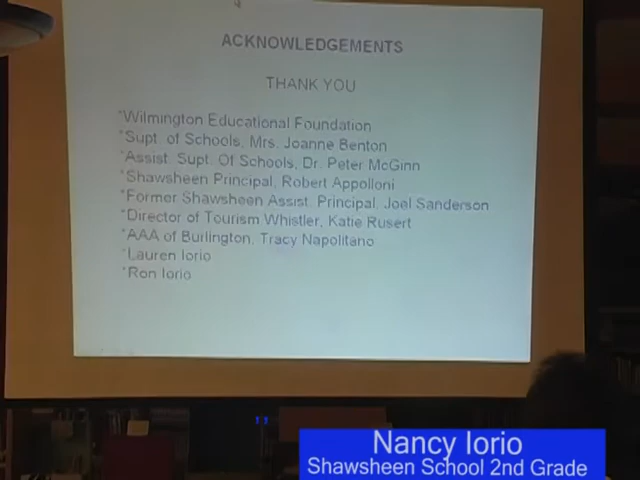 ACKNOWLEDGEMENTS
THANK YOU
*Wilmington Educational Foundation
*Supt. of Schools, Mrs. Joanne Benton
*Assist. Supt. Of Schools, Dr. Peter McGinn
*Shawsheen Principal, Robert Appolloni
*Former Shawsheen Assist. Principal, Joel Sanderson
*Director of Tourism Whistler, Katie Rusert
*AAA of Burlington, Tracy Napolitano
*Lauren Iorio
*Ron Iorio
Nancy Iorio
Shawsheen School 2nd Grade